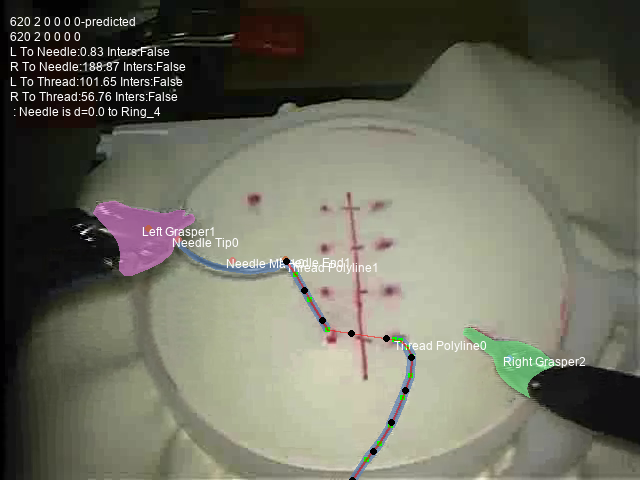 620 2 0 0 0 0-predicted
620 2 0 0 0 0
L To Needle:0.83 Inters:False
R To Needle:188.87 Inters:False
L To Thread:101.65 Inters:False
R To Thread:56.76 Inters:False
: Needle is d=0.0 to Ring_4
Left Grasper1
Needle Tip0
Needle End1
Thread Polyline1
Thread Polyline0
Right Grasper2